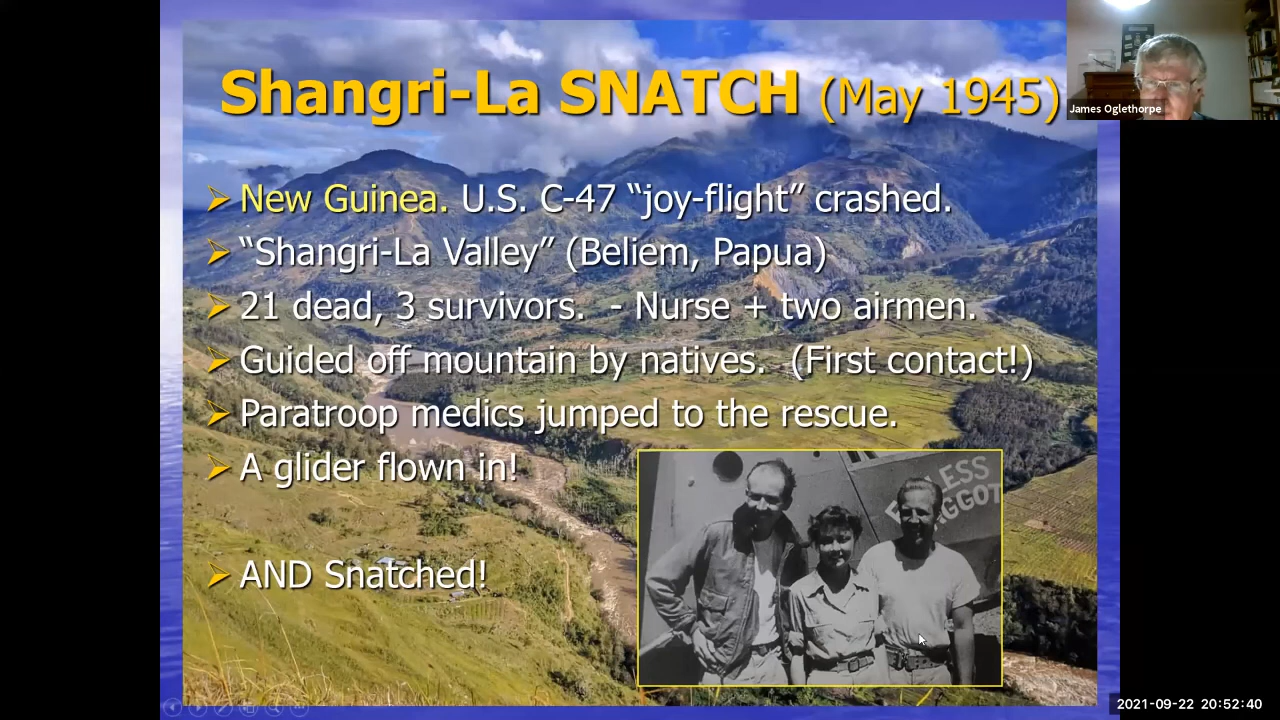 Shangri-La SNATCH (May 1945)
James Oglethorpe
New Guinea. U.S. C-47 “joy-flight” crashed.
“Shangri-La Valley” (Beliem, Papua)
21 dead, 3 survivors. - Nurse + two airmen.
Guided off mountain by natives. (First contact!)
Paratroop medics jumped to the rescue.
A glider flown in!
AND Snatched!
2021-09-22 20:52:40